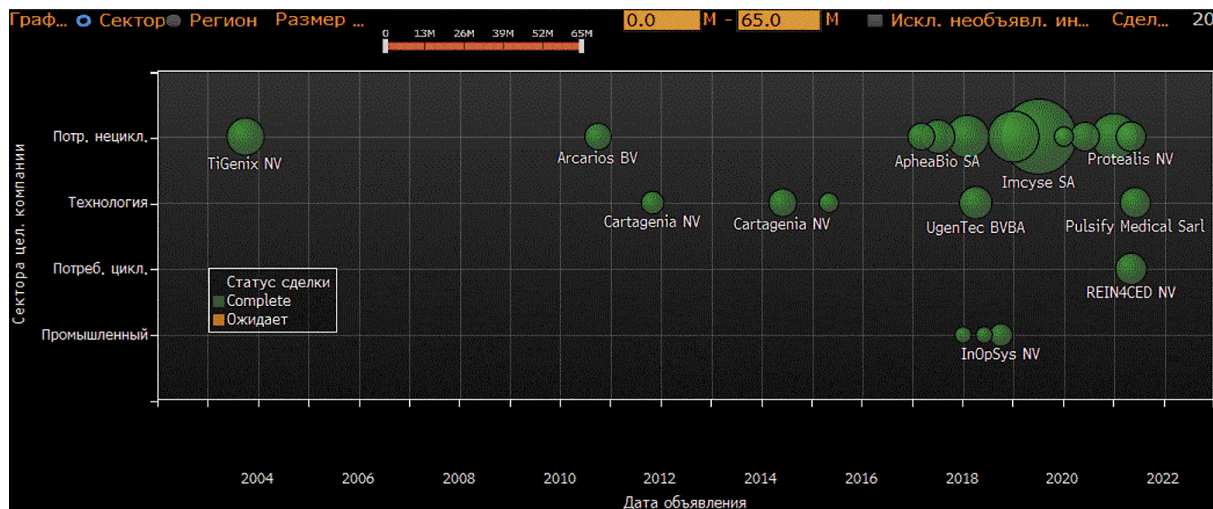 Граф... Сектор Регион Размер ... 0.0 M - 65.0 M Искл. необъявл. ин... Сдел... 20
0 13M 26M 39M 52M 65M
Сектора цел. компании
Потр. нецикл.
TiGenix NV Arcarios BV ApheaBio SA Imcyse SA Protealis NV
Технология
Cartagenia NV Cartagenia NV UgenTec BVBA Pulsify Medical Sarl
Потреб. цикл.
REIN4CED NV
Статус сделки
Complete
Ожидает
Промышленный
InOpSys NV
2004 2006 2008 2010 2012 2014 2016 2018 2020 2022
Дата объявления